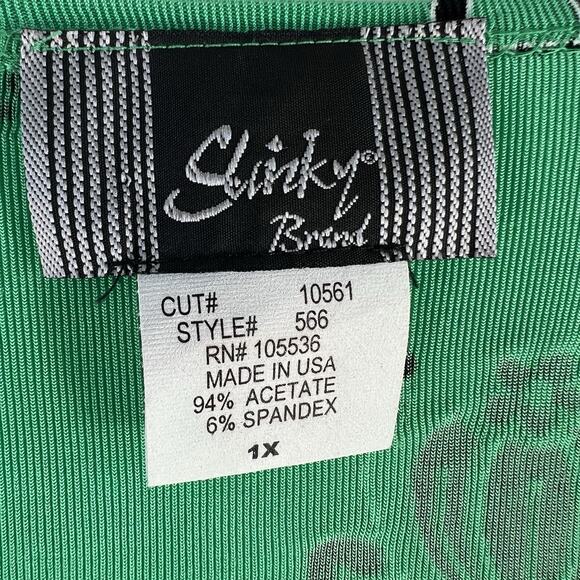 Slinky®
Brand
CUT# 10561
STYLE# 566
RN# 105536
MADE IN USA
94% ACETATE
6% SPANDEX
1X